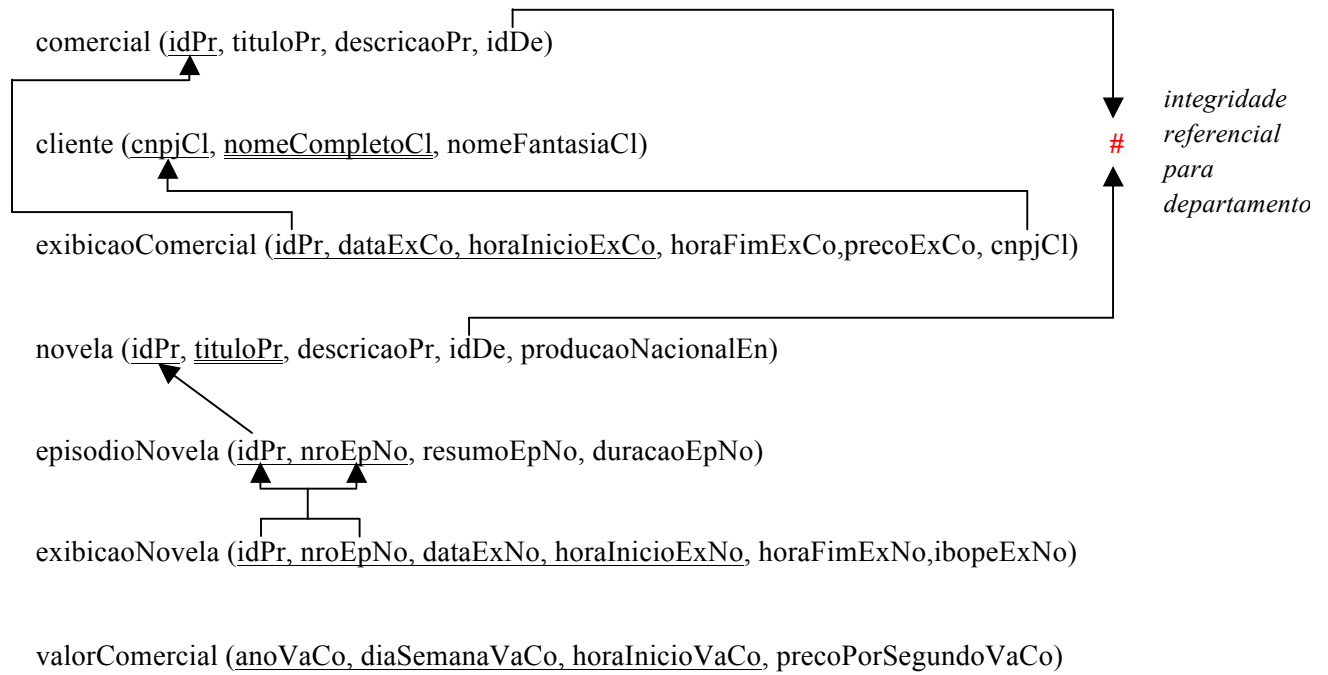 comercial (idPr, tituloPr, descricaoPr, idDe)
integridade
referencial
para
departamento
#
cliente (cnpjCl, nomeCompletoCl, nomeFantasiaCl)
exibicaoComercial (idPr, dataExCo, horaInicioExCo, horaFimExCo,precoExCo, cnpjCl)
novela (idPr, tituloPr, descricaoPr, idDe, producaoNacionalEn)
episodioNovela (idPr, nroEpNo, resumoEpNo, duracaoEpNo)
exibicaoNovela (idPr, nroEpNo, dataExNo, horaInicioExNo, horaFimExNo,ibopeExNo)
valorComercial (anoVaCo, diaSemanaVaCo, horaInicioVaCo, precoPorSegundoVaCo)